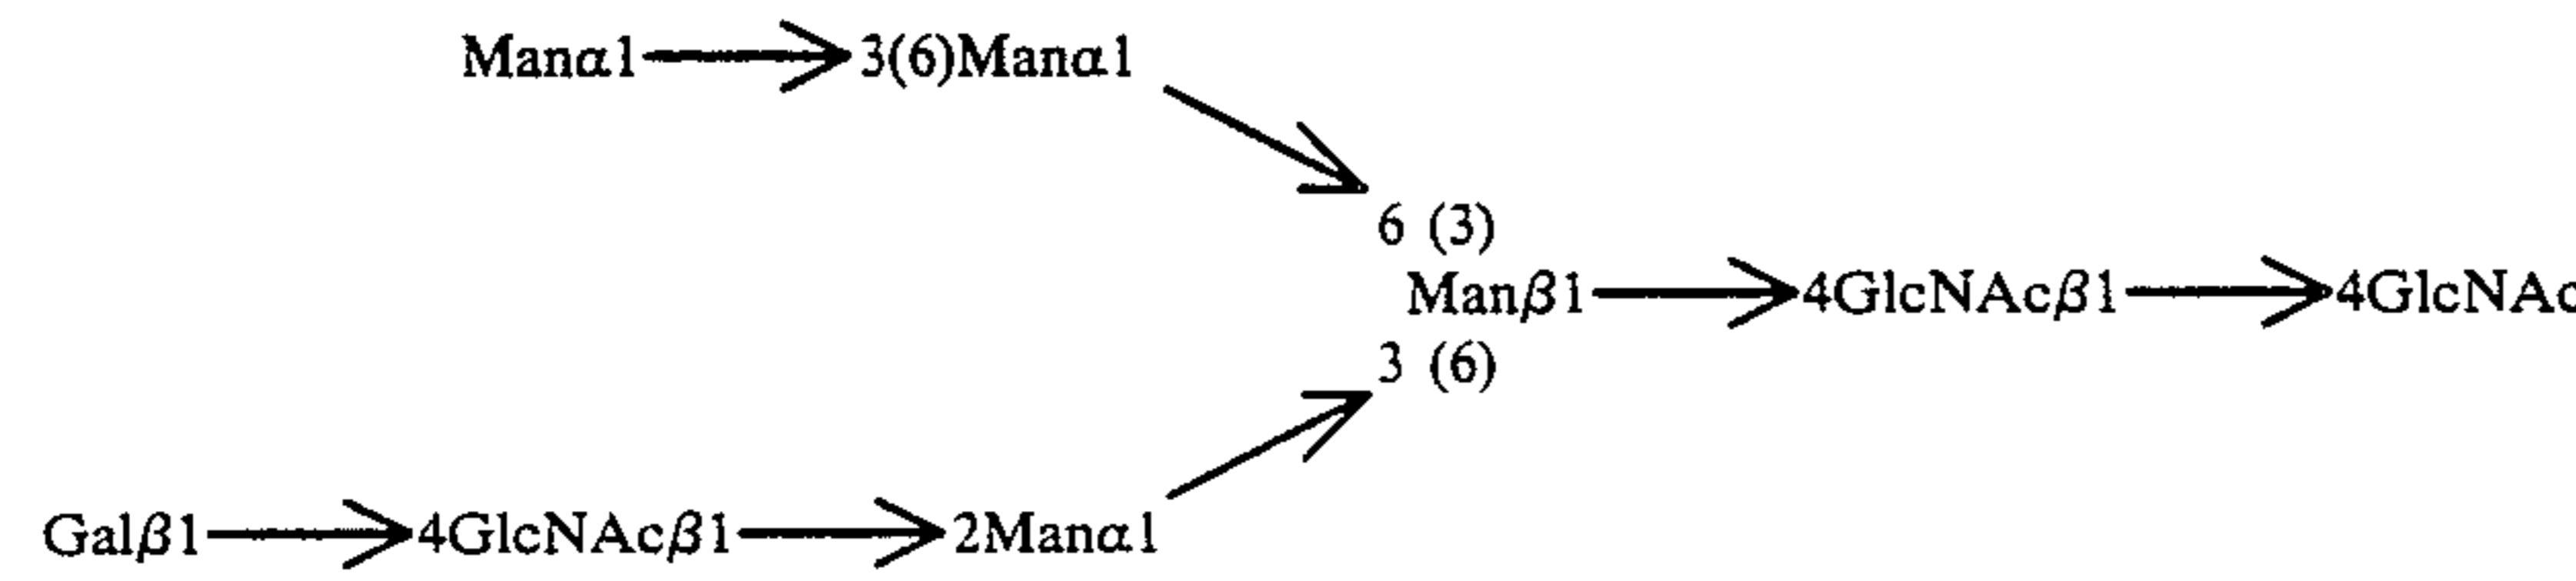 Manα1⟶3(6)Manα1
6 (3)
Manβ1⟶4GlcNAcβ1⟶4GlcNAc
3 (6)
Galβ1⟶4GlcNAcβ1⟶2Manα1